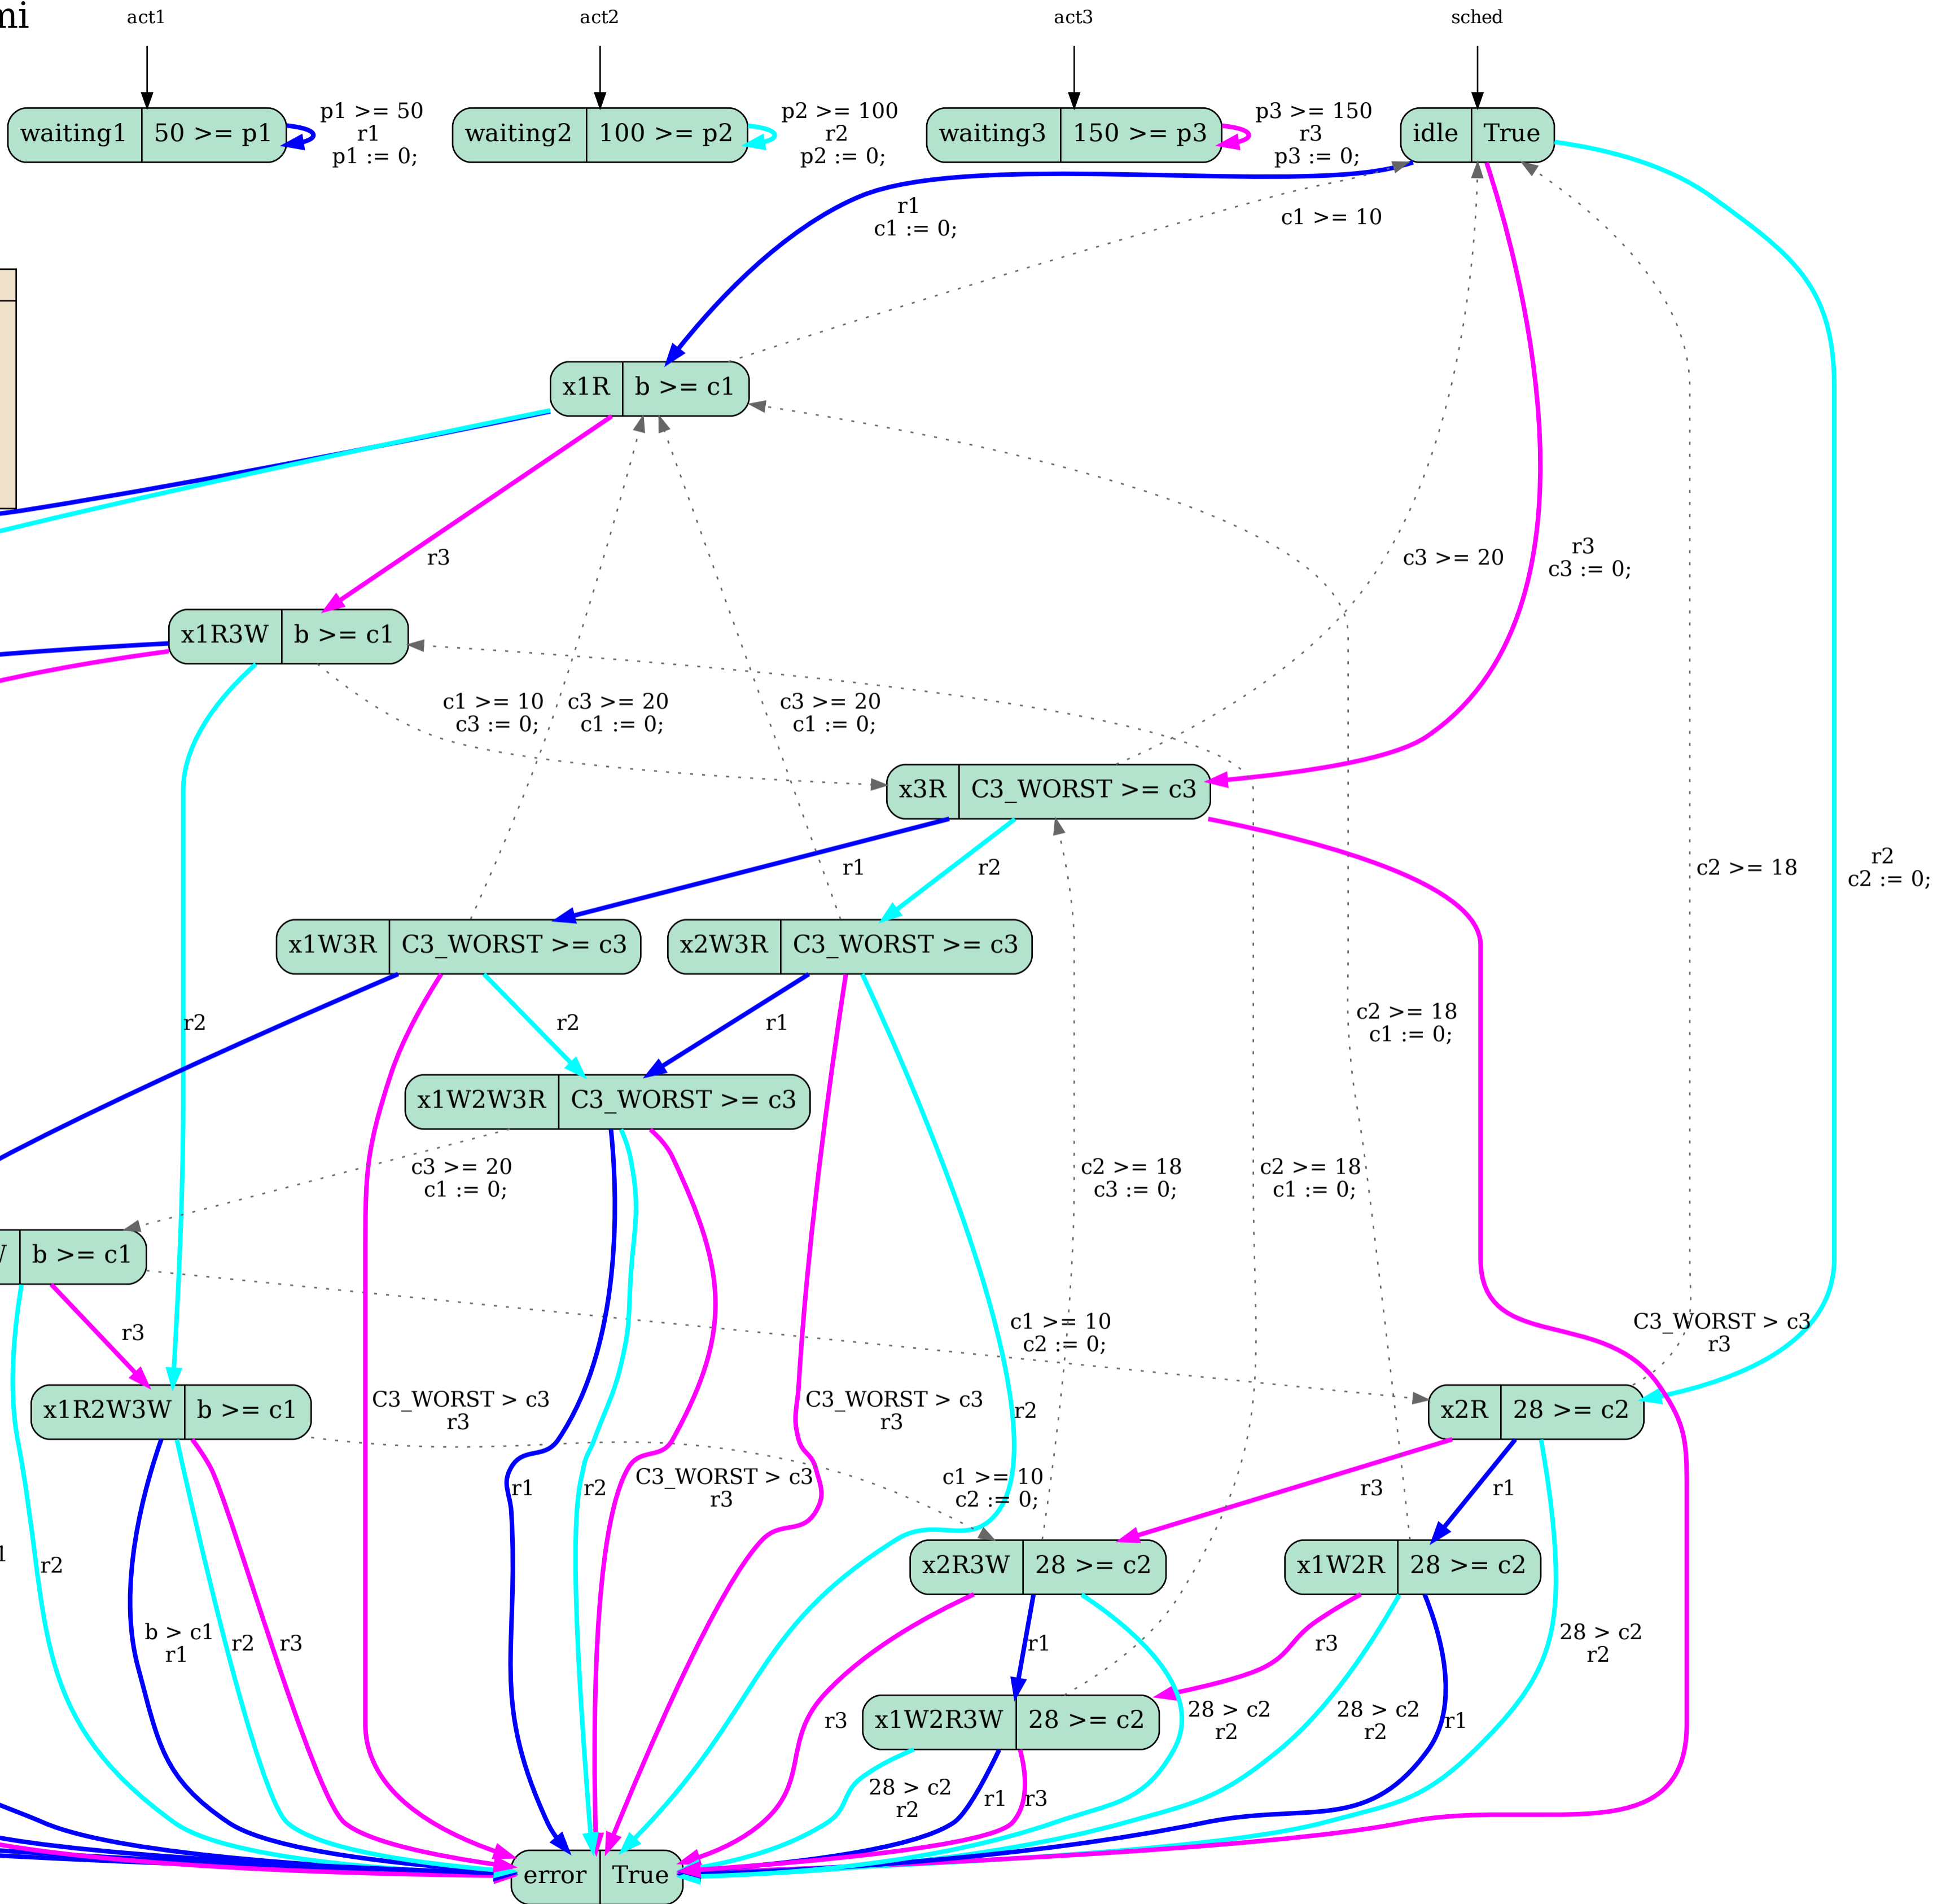 mi
act1
act2
act3
sched
waiting1
50 >= p1
p1 >= 50
r1
p1 := 0;
waiting2
100 >= p2
p2 >= 100
r2
p2 := 0;
waiting3
150 >= p3
p3 >= 150
r3
p3 := 0;
idle
True
r1
c1 := 0;
c1 >= 10
x1R
b >= c1
r3
c3 >= 20
r3
c3 := 0;
x1R3W
b >= c1
c1 >= 10
c3 := 0;
c3 >= 20
c1 := 0;
c3 >= 20
c1 := 0;
x3R
C3_WORST >= c3
r1
r2
c2 >= 18
r2
c2 := 0;
x1W3R
C3_WORST >= c3
x2W3R
C3_WORST >= c3
r2
r2
r1
c2 >= 18
c1 := 0;
x1W2W3R
C3_WORST >= c3
c3 >= 20
c1 := 0;
c2 >= 18
c3 := 0;
c2 >= 18
c1 := 0;
W
b >= c1
r3
c1 >= 10
c2 := 0;
C3_WORST > c3
r3
x1R2W3W
b >= c1
C3_WORST > c3
r3
C3_WORST > c3
r3
r2
x2R
28 >= c2
r1
r2
C3_WORST > c3
r3
c1 >= 10
c2 := 0;
r3
r1
1
r2
x2R3W
28 >= c2
x1W2R
28 >= c2
b > c1
r1
r2
r3
r1
r3
28 > c2
r2
x1W2R3W
28 >= c2
r3
28 > c2
r2
28 > c2
r2
r1
28 > c2
r2
r1
r3
error
True